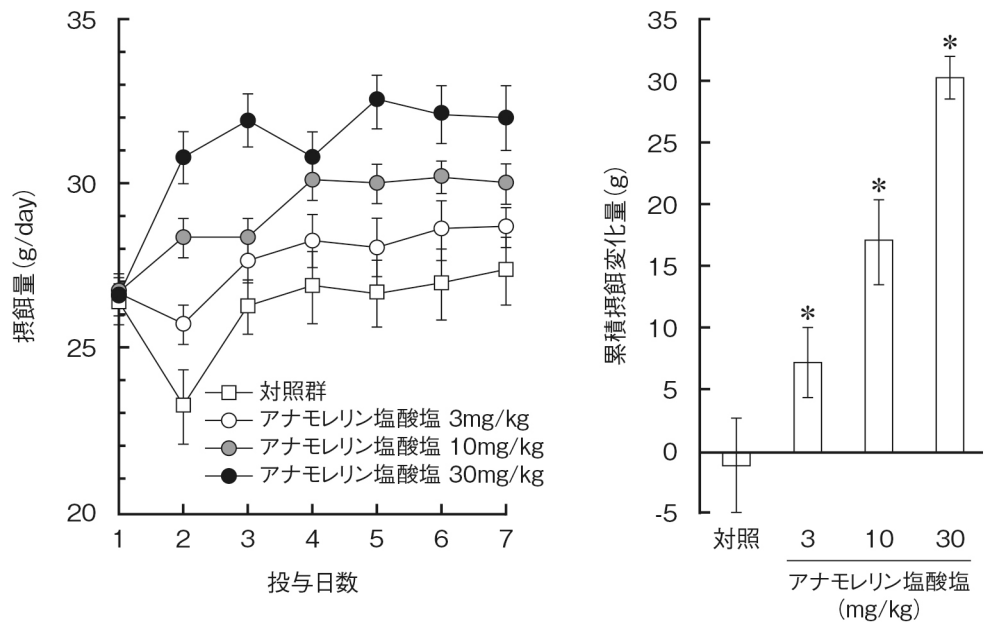 35
30
25
20
摂餌量(g/day)
対照群
アナモレリン塩酸塩 3mg/kg
アナモレリン塩酸塩 10mg/kg
アナモレリン塩酸塩 30mg/kg
1 2 3 4 5 6 7
投与日数
35
30
25
20
15
10
5
0
-5
累積摂餌変化量(g)
*
*
*
対照 3 10 30
アナモレリン塩酸塩
(mg/kg)